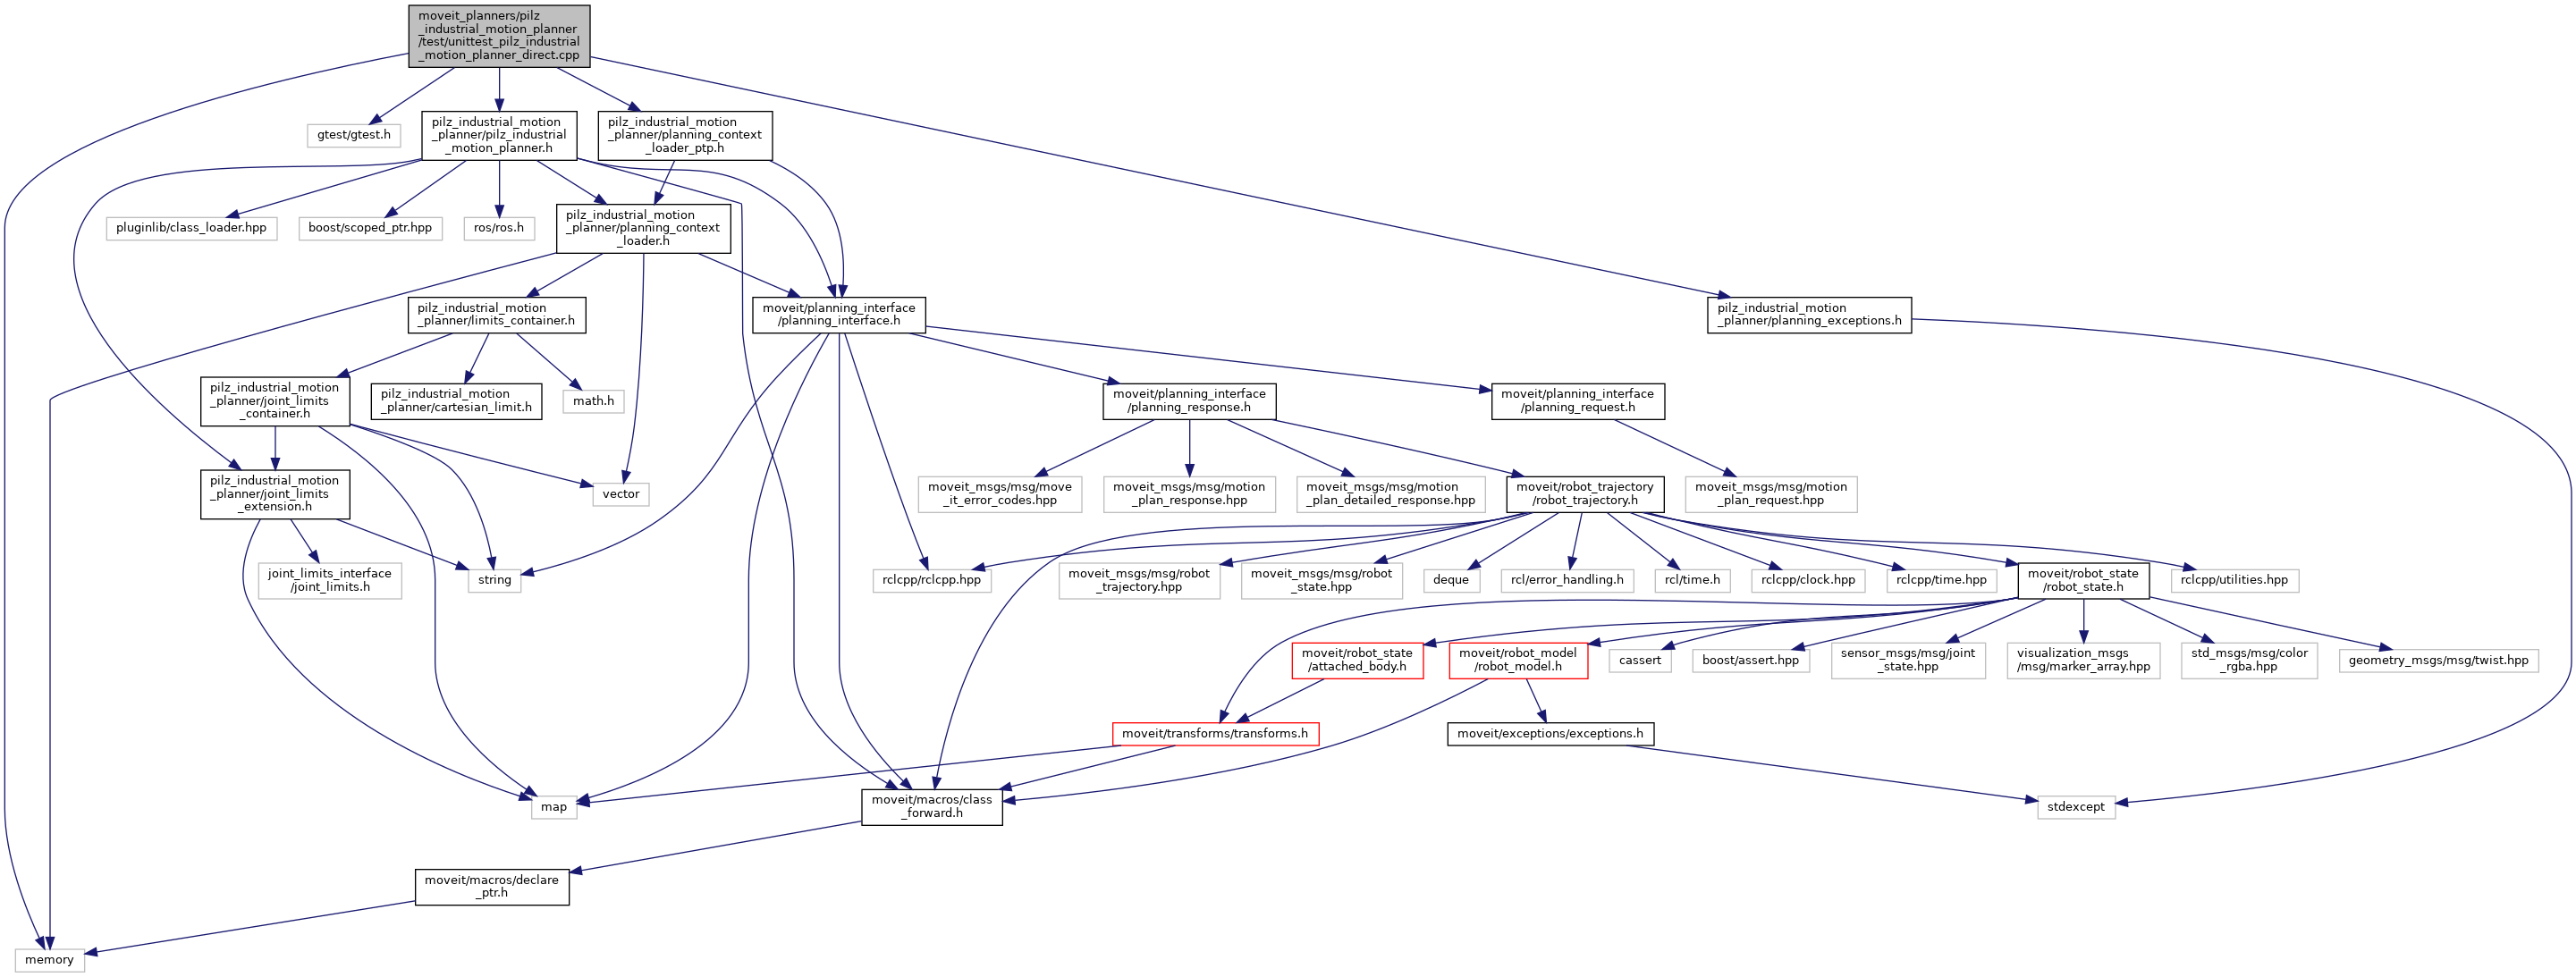 moveit_planners/pilz
_industrial_motion_planner
/test/unittest_pilz_industrial
_motion_planner_direct.cpp
gtest/gtest.h
pilz_industrial_motion
_planner/pilz_industrial
_motion_planner.h
pilz_industrial_motion
_planner/planning_context
_loader_ptp.h
pluginlib/class_loader.hpp
boost/scoped_ptr.hpp
ros/ros.h
pilz_industrial_motion
_planner/planning_context
_loader.h
pilz_industrial_motion
_planner/limits_container.h
moveit/planning_interface
/planning_interface.h
pilz_industrial_motion
_planner/planning_exceptions.h
pilz_industrial_motion
_planner/joint_limits
_container.h
pilz_industrial_motion
_planner/cartesian_limit.h
math.h
moveit/planning_interface
/planning_response.h
moveit/planning_interface
/planning_request.h
pilz_industrial_motion
_planner/joint_limits
_extension.h
vector
moveit_msgs/msg/move
_it_error_codes.hpp
moveit_msgs/msg/motion
_plan_response.hpp
moveit_msgs/msg/motion
_plan_detailed_response.hpp
moveit/robot_trajectory
/robot_trajectory.h
moveit_msgs/msg/motion
_plan_request.hpp
joint_limits_interface
/joint_limits.h
string
rclcpp/rclcpp.hpp
moveit_msgs/msg/robot
_trajectory.hpp
moveit_msgs/msg/robot
_state.hpp
deque
rcl/error_handling.h
rcl/time.h
rclcpp/clock.hpp
rclcpp/time.hpp
moveit/robot_state
/robot_state.h
rclcpp/utilities.hpp
moveit/robot_state
/attached_body.h
moveit/robot_model
/robot_model.h
cassert
boost/assert.hpp
sensor_msgs/msg/joint
_state.hpp
visualization_msgs
/msg/marker_array.hpp
std_msgs/msg/color
_rgba.hpp
geometry_msgs/msg/twist.hpp
moveit/transforms/transforms.h
moveit/exceptions/exceptions.h
map
moveit/macros/class
_forward.h
stdexcept
moveit/macros/declare
_ptr.h
memory